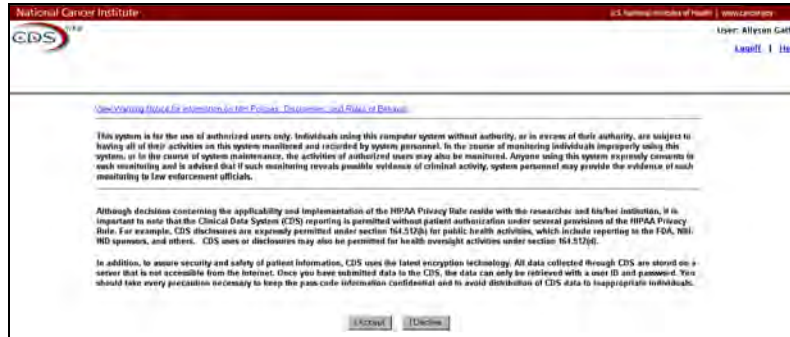 National Cancer Institute
U.S. National Institutes of Health | www.cancer.gov
CDS
User: Allyson Gatt
Logoff | He
View Warning Notice for information on NIH Policies, Disclosures, and Rules of Behavior.
This system is for the use of authorized users only. Individuals using this computer system without authority, or in excess of their authority, are subject to
having all of their activities on this system monitored and recorded by system personnel. In the course of monitoring individuals improperly using this
system, or in the course of system maintenance, the activities of authorized users may also be monitored. Anyone using this system expressly consents to
such monitoring and is advised that if such monitoring reveals possible evidence of criminal activity, system personnel may provide the evidence of such
monitoring to law enforcement officials.
Although decisions concerning the applicability and implementation of the HIPAA Privacy Rule reside with the researcher and his/her institution, it is
important to note that the Clinical Data System (CDS) reporting is permitted without patient authorization under several provisions of the HIPAA Privacy
Rule. For example, CDS disclosures are expressly permitted under section 164.512(b) for public health activities, which include reporting to the FDA, NIH,
IND sponsors, and others. CDS uses or disclosures may also be permitted for health oversight activities under section 164.512(d).
In addition, to assure security and safety of patient information, CDS uses the latest encryption technology. All data collected through CDS are stored on a
server that is not accessible from the Internet. Once you have submitted data to the CDS, the data can only be retrieved with a user ID and password. You
should take every precaution necessary to keep the pass-code information confidential and to avoid distribution of CDS data to inappropriate individuals.
I Accept I Decline